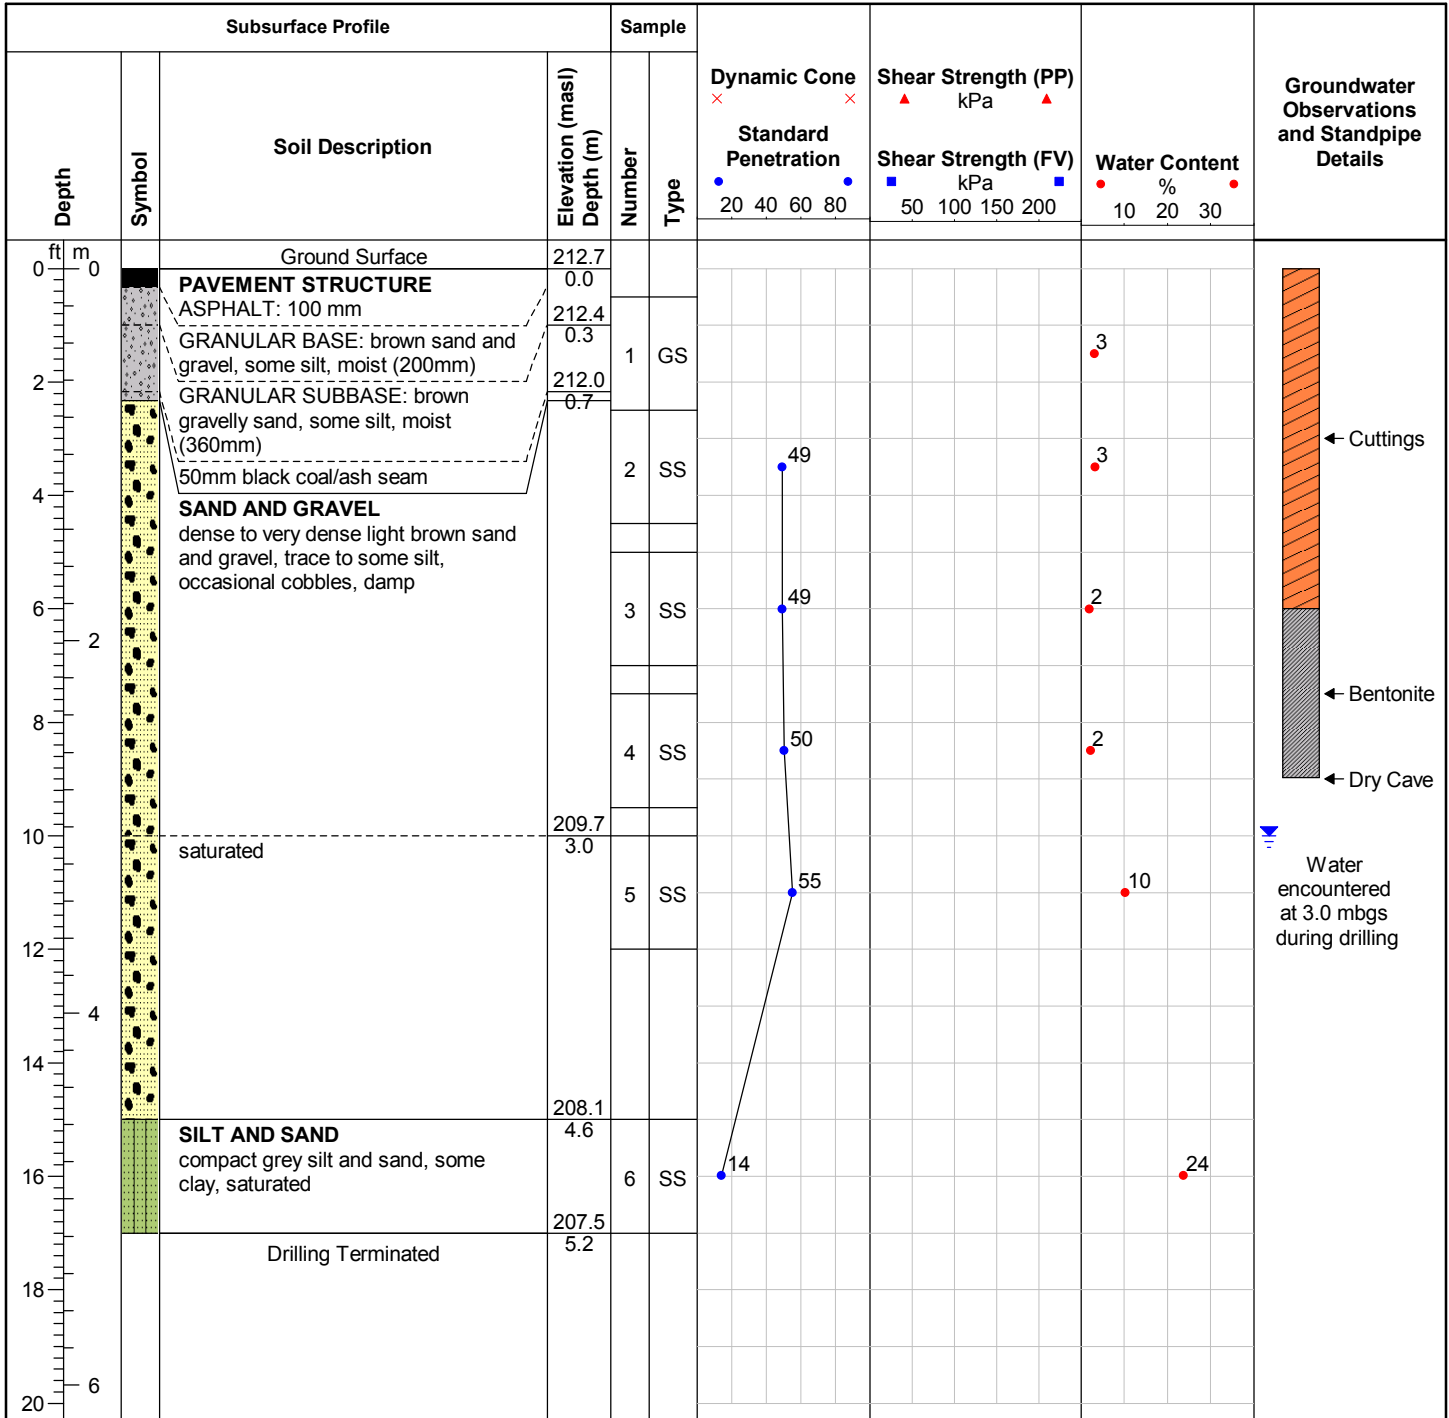 Subsurface Profile
Sample
Depth
Symbol
Soil Description
Elevation (masl)
Depth (m)
Number
Type
Dynamic Cone
Standard
Penetration
20 40 60 80
Shear Strength (PP)
kPa
Shear Strength (FV)
kPa
50 100 150 200
Water Content
%
10 20 30
Groundwater
Observations
and Standpipe
Details
ft m
Ground Surface
212.7
0 0
0.0
PAVEMENT STRUCTURE
ASPHALT: 100 mm
212.4
0.3
GRANULAR BASE: brown sand and
gravel, some silt, moist (200mm)
1 GS
3
2
212.0
0.7
GRANULAR SUBBASE: brown
gravelly sand, some silt, moist
(360mm)
Cuttings
50mm black coal/ash seam
2 SS
49
3
4
SAND AND GRAVEL
dense to very dense light brown sand
and gravel, trace to some silt,
occasional cobbles, damp
6
3 SS
49
2
2
Bentonite
8
4 SS
50
2
Dry Cave
209.7
10
3.0
saturated
5 SS
55
10
Water
encountered
at 3.0 mbgs
during drilling
12
4
14
208.1
4.6
SILT AND SAND
compact grey silt and sand, some
clay, saturated
16
6 SS
14
24
207.5
5.2
Drilling Terminated
18
6
20